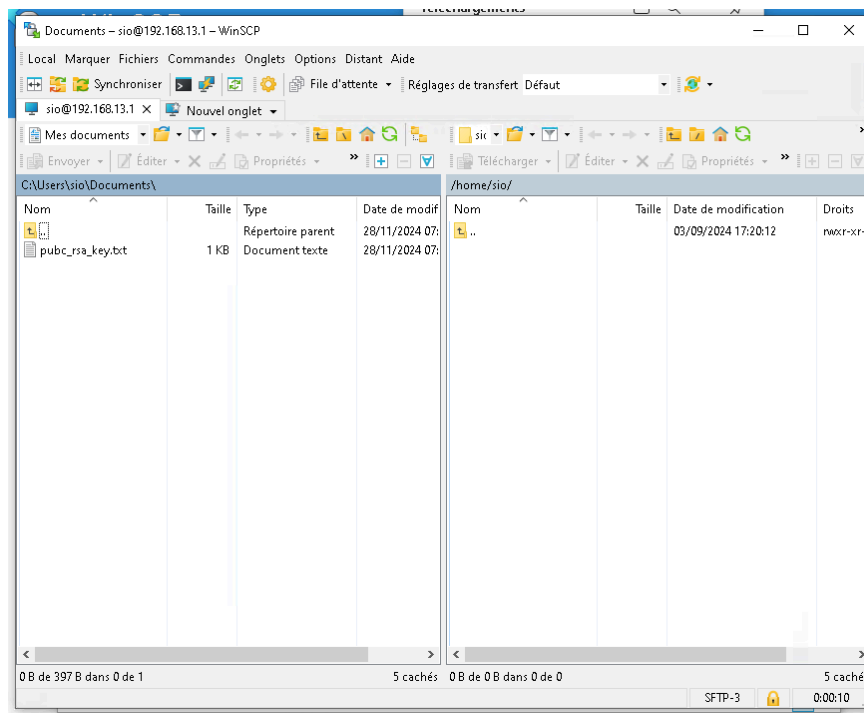 Documents – sio@192.168.13.1 – WinSCP
Local Marquer Fichiers Commandes Onglets Options Distant Aide
Synchroniser File d'attente Réglages de transfert Défaut
sio@192.168.13.1 × Nouvel onglet
Mes documents sic
Envoyer Éditer Propriétés » Télécharger Éditer Propriétés »
C:\Users\sio\Documents\ /home/sio/
Nom Taille Type Date de modif Nom Taille Date de modification Droits
.. Répertoire parent 28/11/2024 07: .. 03/09/2024 17:20:12 rwxr-xr-
pubc_rsa_key.txt 1 KB Document texte 28/11/2024 07:
0 B de 397 B dans 0 de 1 5 cachés 0 B de 0 B dans 0 de 0 5 caché
SFTP-3 0:00:10